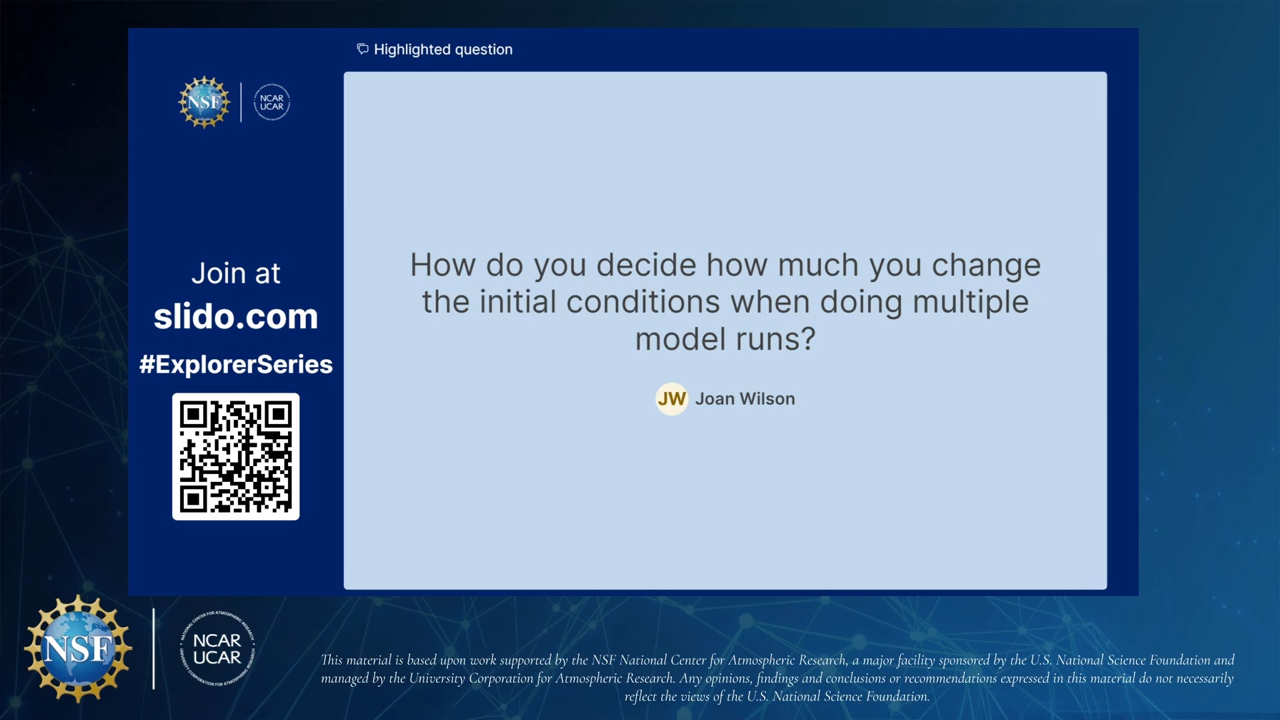 Highlighted question
NSF
NCAR
UCAR
Join at
slido.com
#ExplorerSeries
How do you decide how much you change
the initial conditions when doing multiple
model runs?
JW Joan Wilson
NSF
NCAR
UCAR
This material is based upon work supported by the NSF National Center for Atmospheric Research, a major facility sponsored by the U.S. National Science Foundation and
managed by the University Corporation for Atmospheric Research. Any opinions, findings and conclusions or recommendations expressed in this material do not necessarily
reflect the views of the U.S. National Science Foundation.